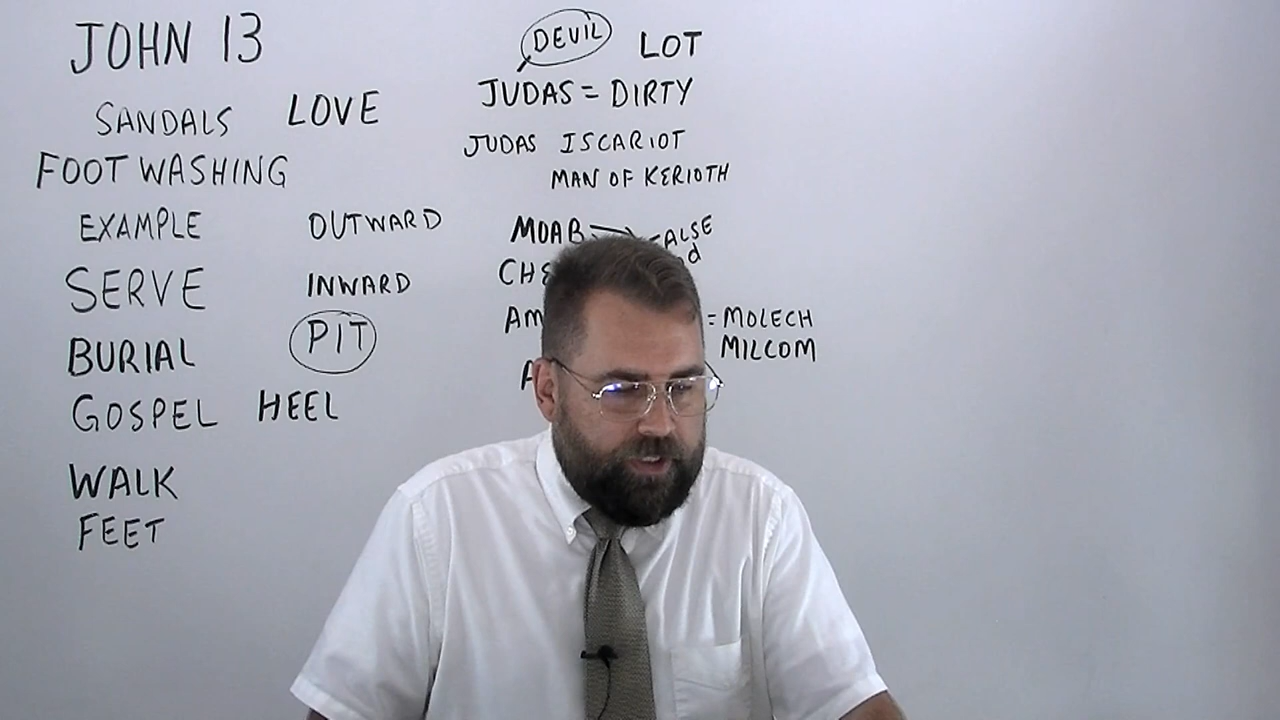 JOHN 13
SANDALS LOVE
FOOT WASHING
EXAMPLE OUTWARD
SERVE INWARD
BURIAL PIT
GOSPEL HEEL
WALK
FEET
DEVIL LOT
JUDAS = DIRTY
JUDAS ISCARIOT
MAN OF KERIOTH
MOAB
= MOLECH
MILCOM